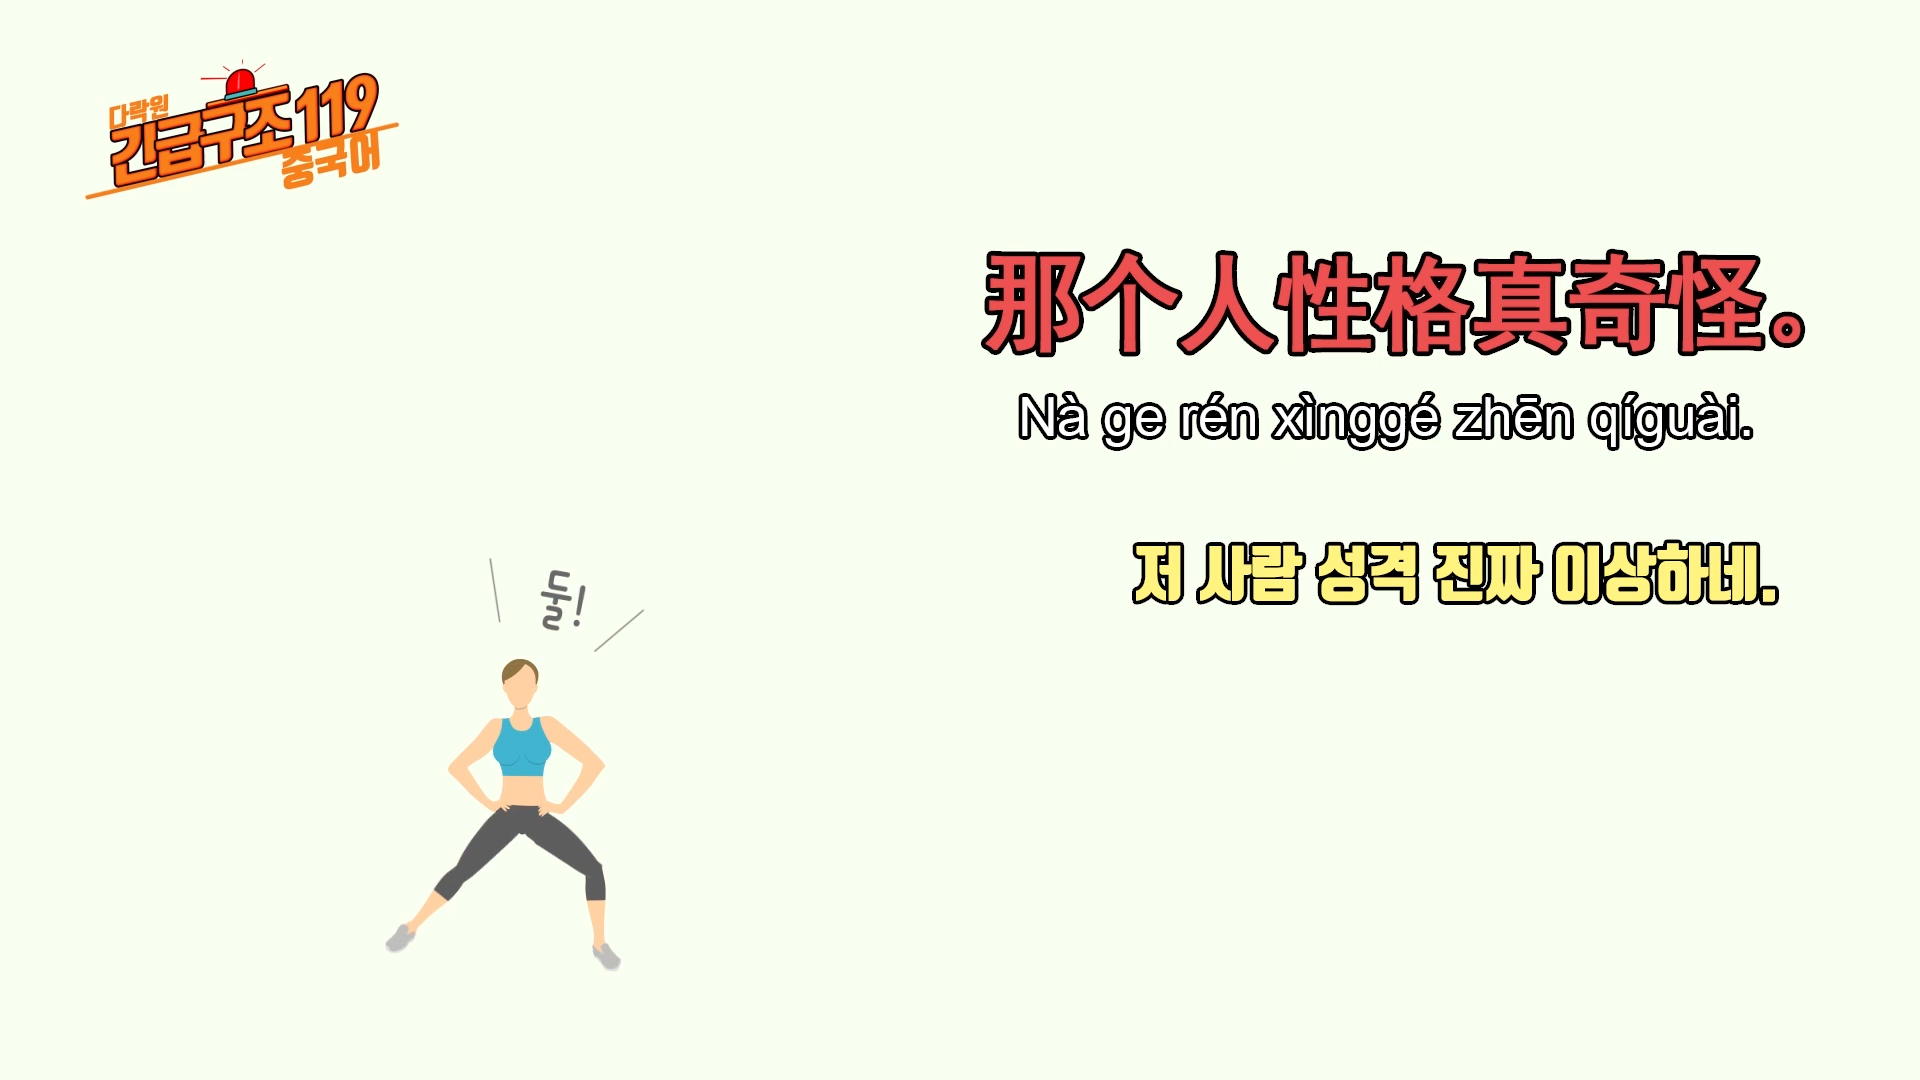 다락원
긴급구조119
중국어
那个人性格真奇怪。
Nà ge rén xìnggé zhēn qíguài.
저 사람 성격 진짜 이상하네.
둘!